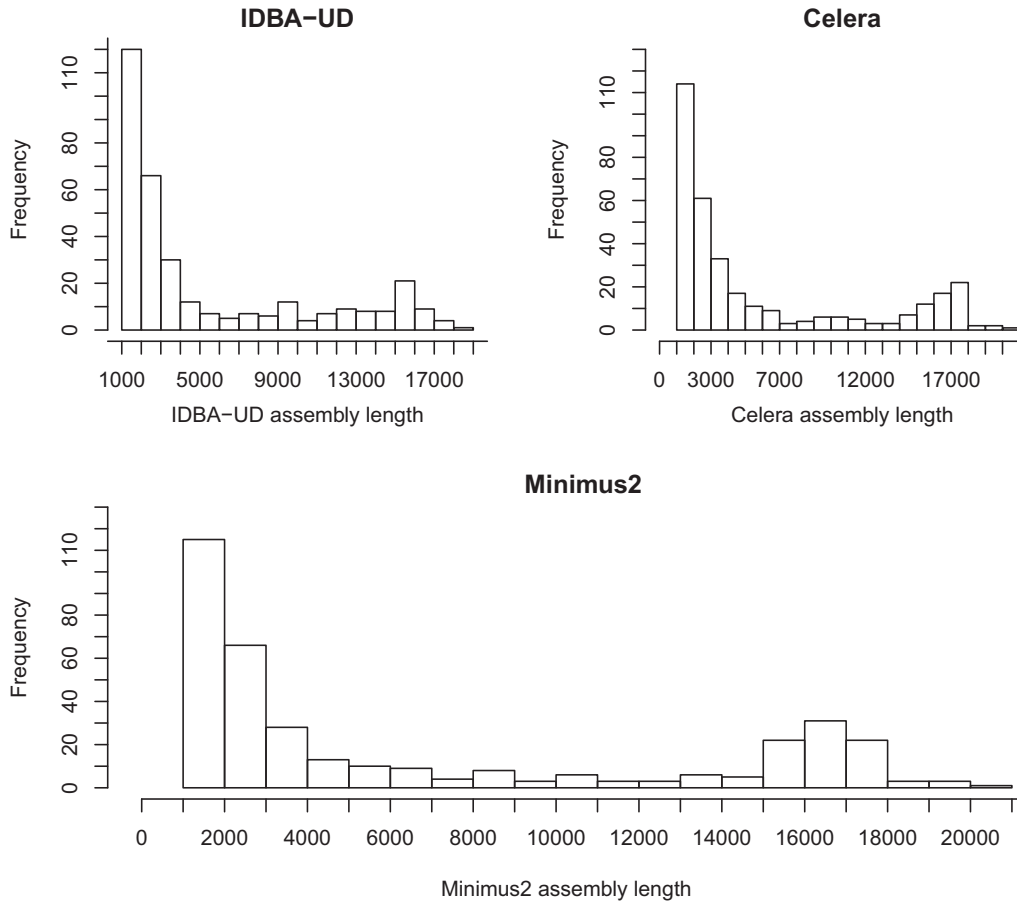 IDBA−UD
Frequency
0 20 40 60 80 110
1000 5000 9000 13000 17000
IDBA−UD assembly length
Celera
Frequency
0 20 40 60 80 110
0 3000 7000 12000 17000
Celera assembly length
Minimus2
Frequency
0 20 40 60 80 110
0 2000 4000 6000 8000 10000 12000 14000 16000 18000 20000
Minimus2 assembly length